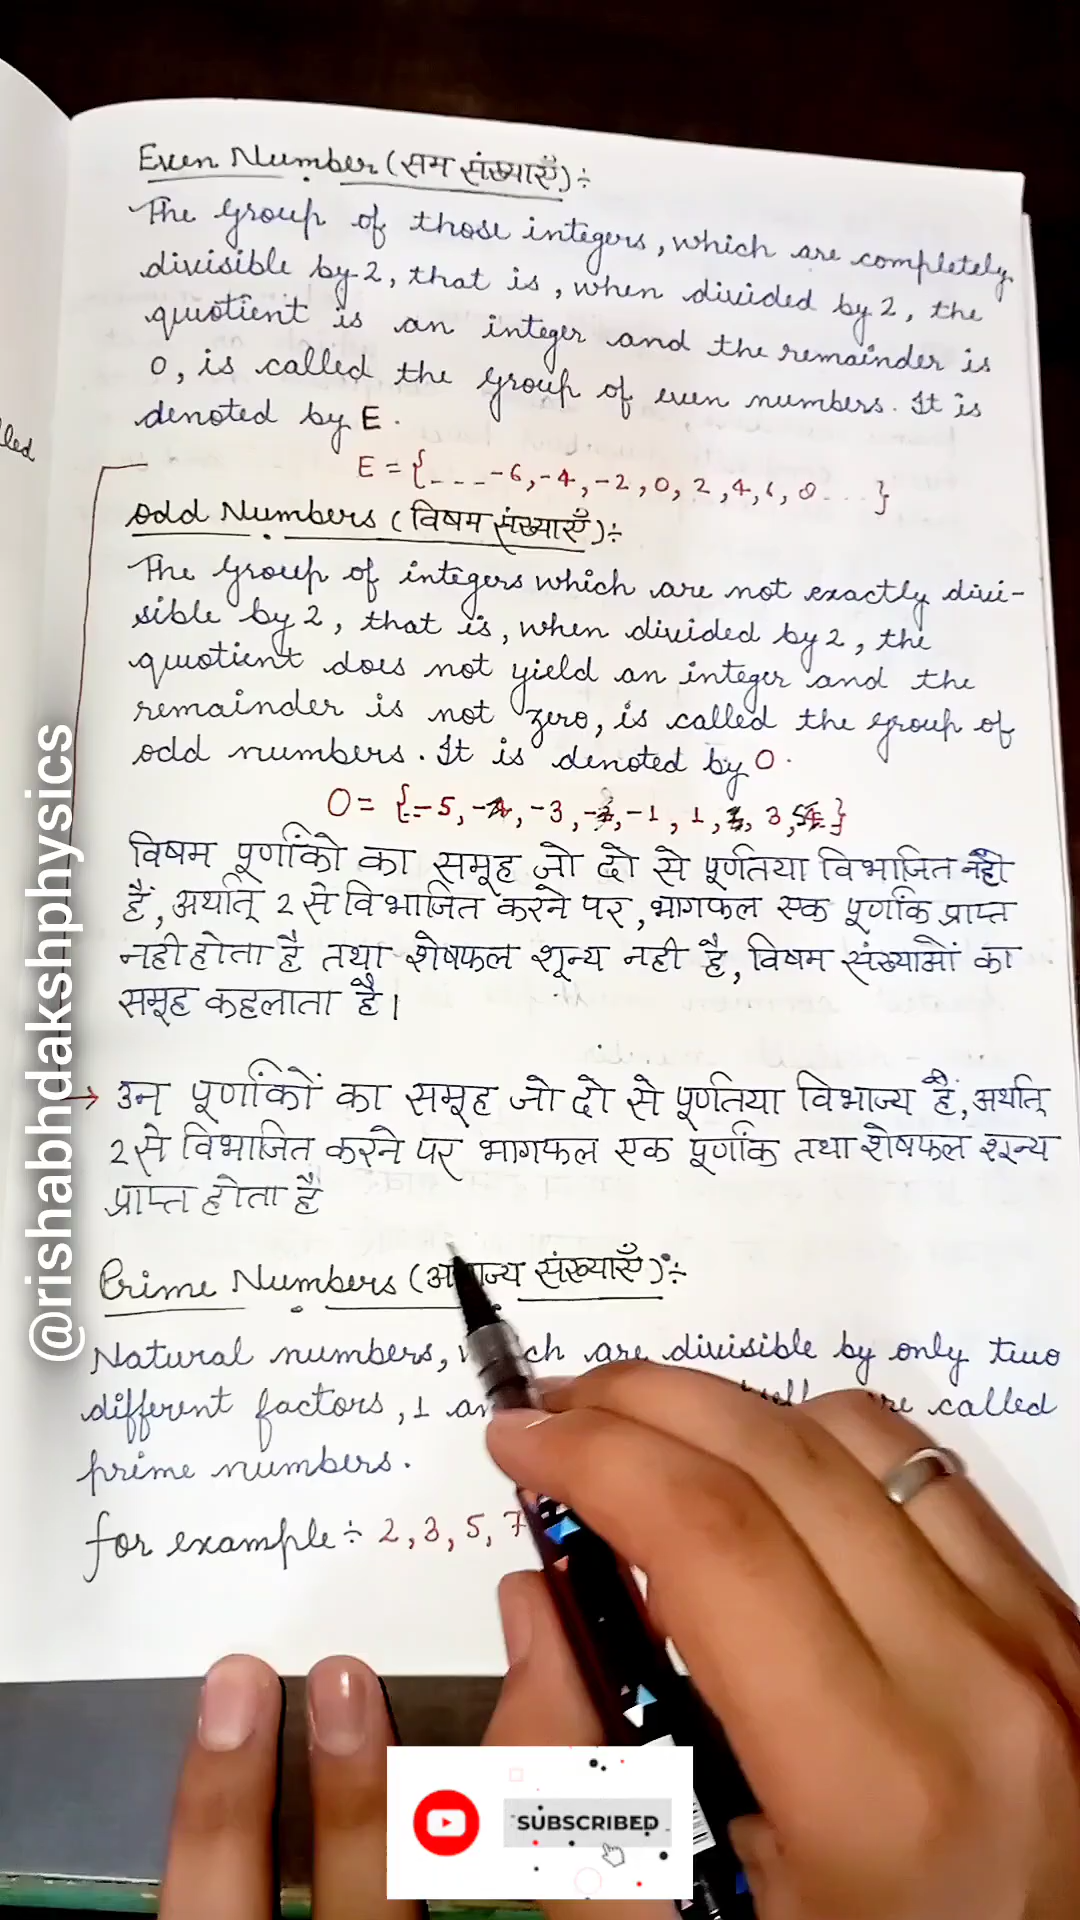 Even Number (सम संख्याएँ) ÷
The group of those integers, which are completely
divisible by 2, that is, when divided by 2, the
quotient is an integer and the remainder is
0, is called the group of even numbers. It is
denoted by E.
lled
E = {...-6, -4, -2, 0, 2, 4, 6, 8...}
Odd Numbers (विषम संख्याएँ) ÷
The group of integers which are not exactly divi-
sible by 2, that is, when divided by 2, the
quotient does not yield an integer and the
remainder is not zero, is called the group of
odd numbers. It is denoted by O.
O = {...-5, -3, -1, 1, 3, 5...}
विषम पूर्णांको का समूह जो दो से पूर्णतया विभाजित नही
हैं, अर्थात् 2 से विभाजित करने पर, भागफल एक पूर्णांक प्राप्त
नही होता है तथा शेषफल शून्य नही है, विषम संख्याओं का
समूह कहलाता है।
→ उन पूर्णांकों का समूह जो दो से पूर्णतया विभाज्य हैं, अर्थात्
2 से विभाजित करने पर भागफल एक पूर्णांक तथा शेषफल शून्य
प्राप्त होता है
Prime Numbers (अभाज्य संख्याएँ) ÷
Natural numbers, which are divisible by only two
different factors, 1 called
prime numbers.
for example ÷ 2, 3, 5, 7
@rishabhdakshphysics
SUBSCRIBED